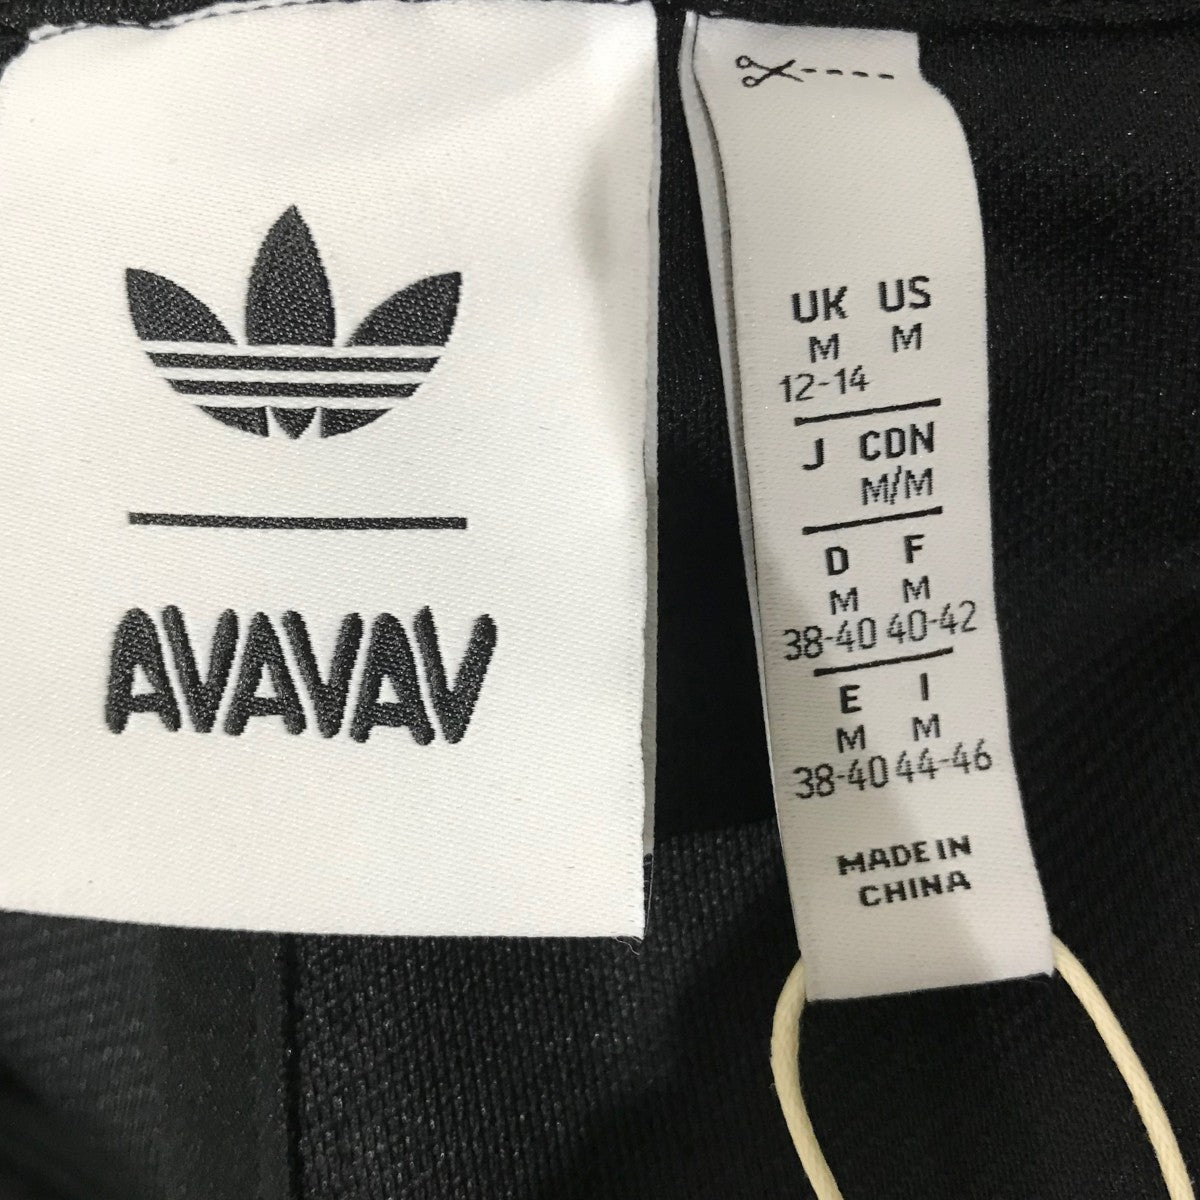 AVAVAV
UK US
M M
12-14
J CDN
M/M
D F
M M
38-40 40-42
E I
M M
38-40 44-46
MADE IN
CHINA